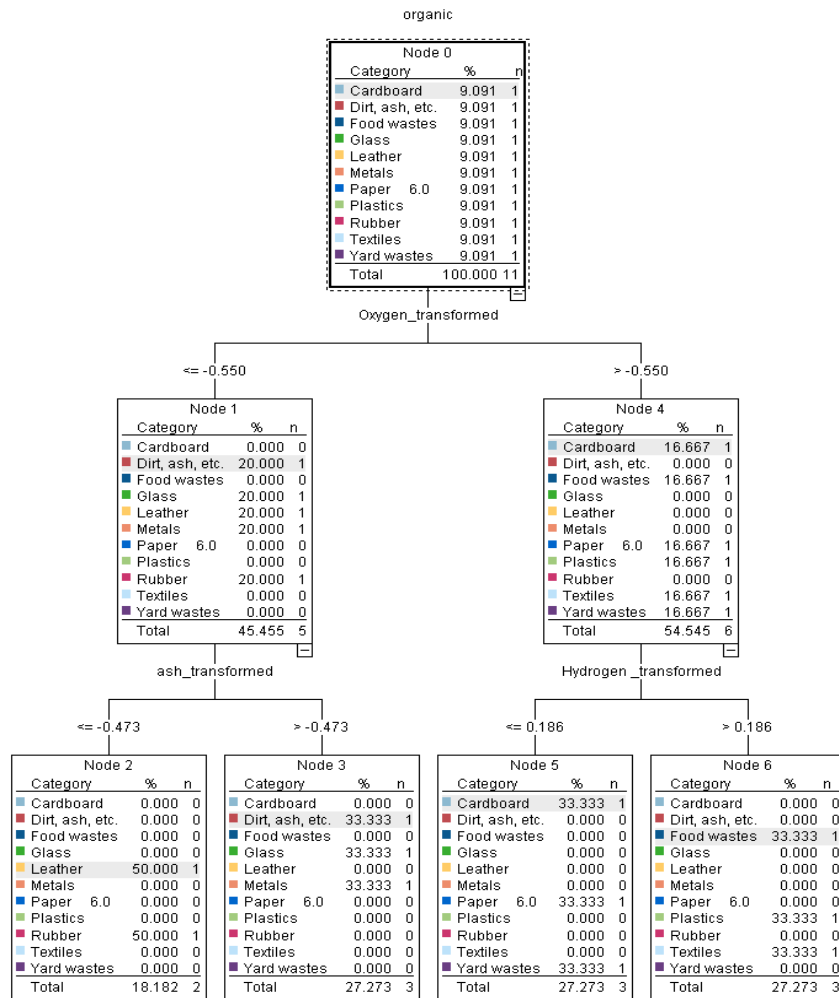 organic
Node 0
Category % n
Cardboard 9.091 1
Dirt, ash, etc. 9.091 1
Food wastes 9.091 1
Glass 9.091 1
Leather 9.091 1
Metals 9.091 1
Paper 6.0 9.091 1
Plastics 9.091 1
Rubber 9.091 1
Textiles 9.091 1
Yard wastes 9.091 1
Total 100.000 11
Oxygen_transformed
<= -0.550
> -0.550
Node 1
Category % n
Cardboard 0.000 0
Dirt, ash, etc. 20.000 1
Food wastes 0.000 0
Glass 20.000 1
Leather 20.000 1
Metals 20.000 1
Paper 6.0 0.000 0
Plastics 0.000 0
Rubber 20.000 1
Textiles 0.000 0
Yard wastes 0.000 0
Total 45.455 5
Node 4
Category % n
Cardboard 16.667 1
Dirt, ash, etc. 0.000 0
Food wastes 16.667 1
Glass 0.000 0
Leather 0.000 0
Metals 0.000 0
Paper 6.0 16.667 1
Plastics 16.667 1
Rubber 0.000 0
Textiles 16.667 1
Yard wastes 16.667 1
Total 54.545 6
ash_transformed
Hydrogen _transformed
<= -0.473
> -0.473
<= 0.186
> 0.186
Node 2
Category % n
Cardboard 0.000 0
Dirt, ash, etc. 0.000 0
Food wastes 0.000 0
Glass 0.000 0
Leather 50.000 1
Metals 0.000 0
Paper 6.0 0.000 0
Plastics 0.000 0
Rubber 50.000 1
Textiles 0.000 0
Yard wastes 0.000 0
Total 18.182 2
Node 3
Category % n
Cardboard 0.000 0
Dirt, ash, etc. 33.333 1
Food wastes 0.000 0
Glass 33.333 1
Leather 0.000 0
Metals 33.333 1
Paper 6.0 0.000 0
Plastics 0.000 0
Rubber 0.000 0
Textiles 0.000 0
Yard wastes 0.000 0
Total 27.273 3
Node 5
Category % n
Cardboard 33.333 1
Dirt, ash, etc. 0.000 0
Food wastes 0.000 0
Glass 0.000 0
Leather 0.000 0
Metals 0.000 0
Paper 6.0 33.333 1
Plastics 0.000 0
Rubber 0.000 0
Textiles 0.000 0
Yard wastes 33.333 1
Total 27.273 3
Node 6
Category % n
Cardboard 0.000 0
Dirt, ash, etc. 0.000 0
Food wastes 33.333 1
Glass 0.000 0
Leather 0.000 0
Metals 0.000 0
Paper 6.0 0.000 0
Plastics 33.333 1
Rubber 0.000 0
Textiles 33.333 1
Yard wastes 0.000 0
Total 27.273 3